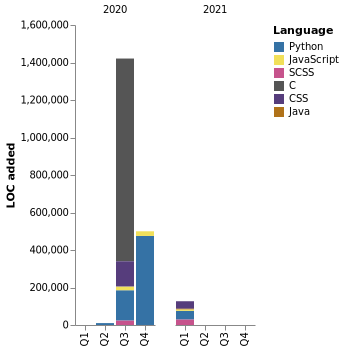 2020
2021
LOC added
1,600,000
1,400,000
1,200,000
1,000,000
800,000
600,000
400,000
200,000
0
Q1
Q2
Q3
Q4
Q1
Q2
Q3
Q4
Language
Python
JavaScript
SCSS
C
CSS
Java